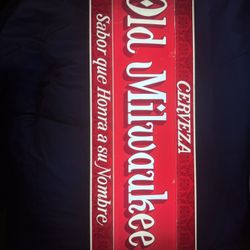 CERVEZA
Old Milwaukee
Sabor que Honra a su Nombre